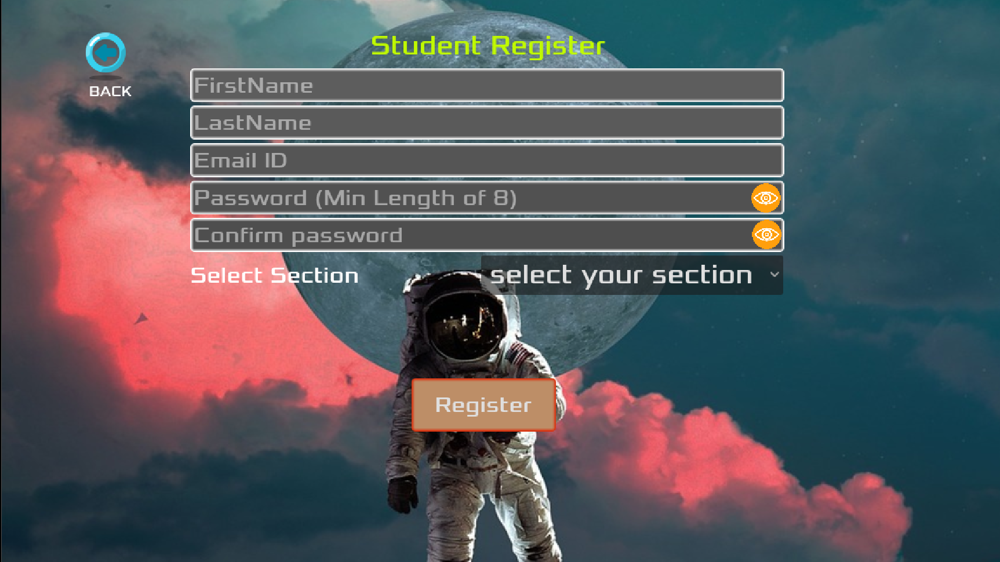 Student Register
BACK
FirstName
LastName
Email ID
Password (Min Length of 8)
Confirm password
Select Section
select your section
Register